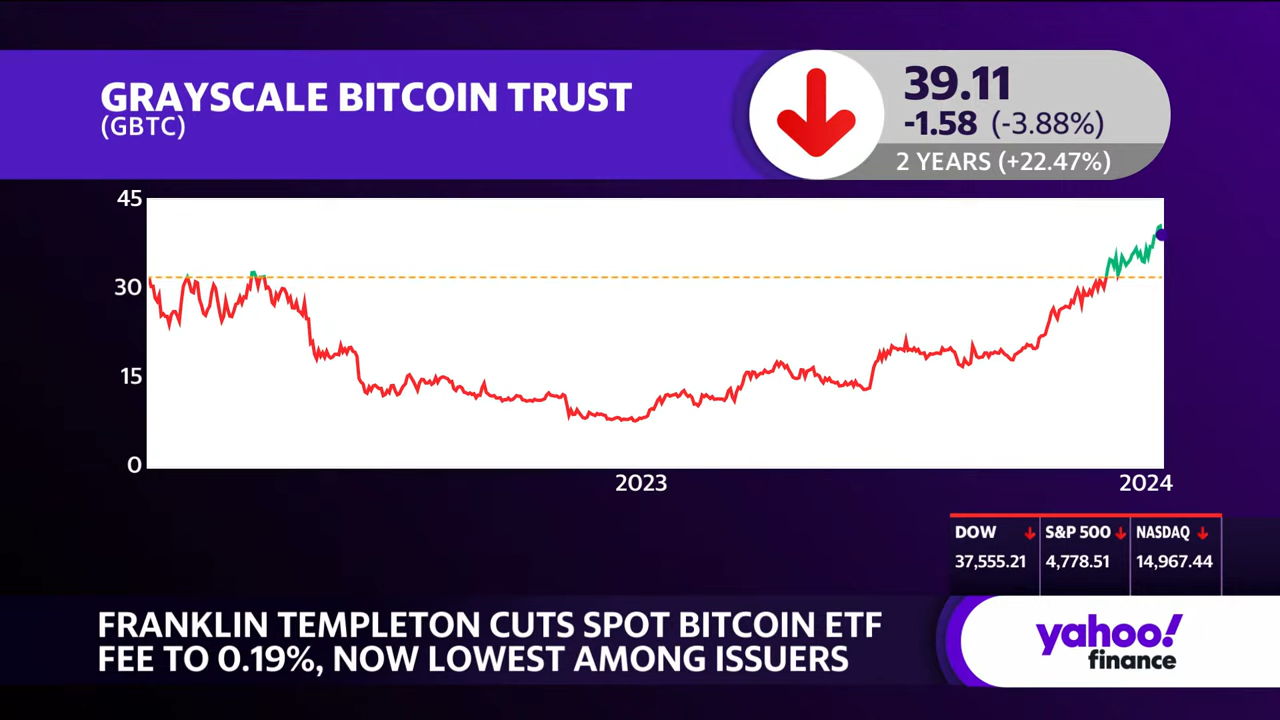 GRAYSCALE BITCOIN TRUST
(GBTC)
39.11
-1.58 (-3.88%)
2 YEARS (+22.47%)
45
30
15
0
2023
2024
DOW S&P 500 NASDAQ
37,555.21 4,778.51 14,967.44
FRANKLIN TEMPLETON CUTS SPOT BITCOIN ETF
FEE TO 0.19%, NOW LOWEST AMONG ISSUERS
yahoo!
finance